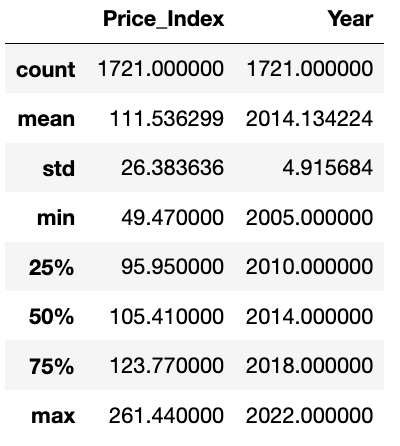 Price_Index Year
count 1721.000000 1721.000000
mean 111.536299 2014.134224
std 26.383636 4.915684
min 49.470000 2005.000000
25% 95.950000 2010.000000
50% 105.410000 2014.000000
75% 123.770000 2018.000000
max 261.440000 2022.000000